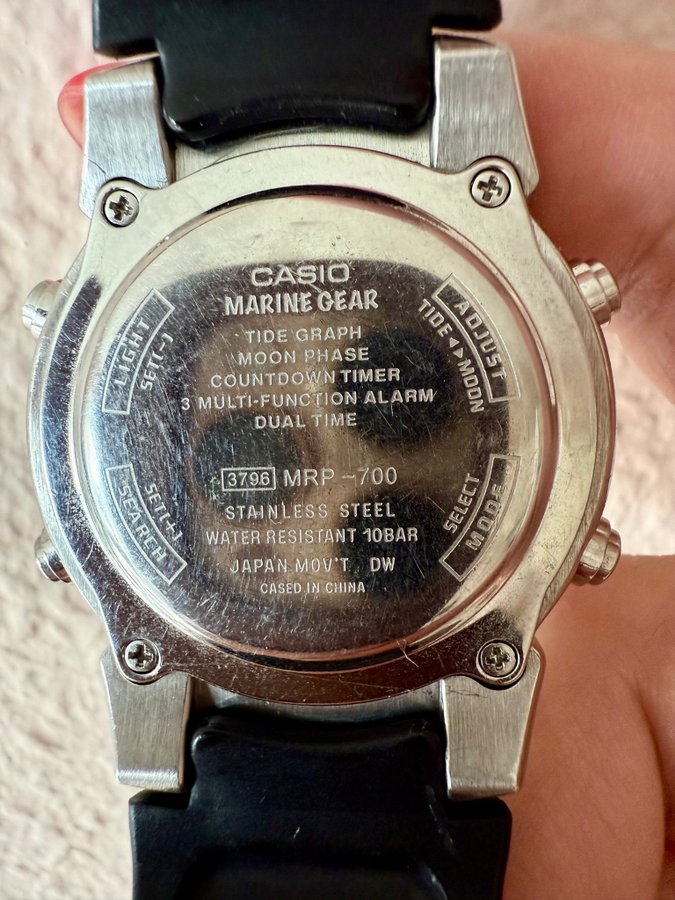 CASIO
MARINE GEAR
TIDE GRAPH
MOON PHASE
COUNTDOWN TIMER
3 MULTI-FUNCTION ALARM
DUAL TIME
3796 MRP-700
STAINLESS STEEL
WATER RESISTANT 10BAR
JAPAN MOV'T DW
CASED IN CHINA
LIGHT
SET(-)
ADJUST
TIDE ◀▶ MOON
SET(+)
SEARCH
SELECT
MODE